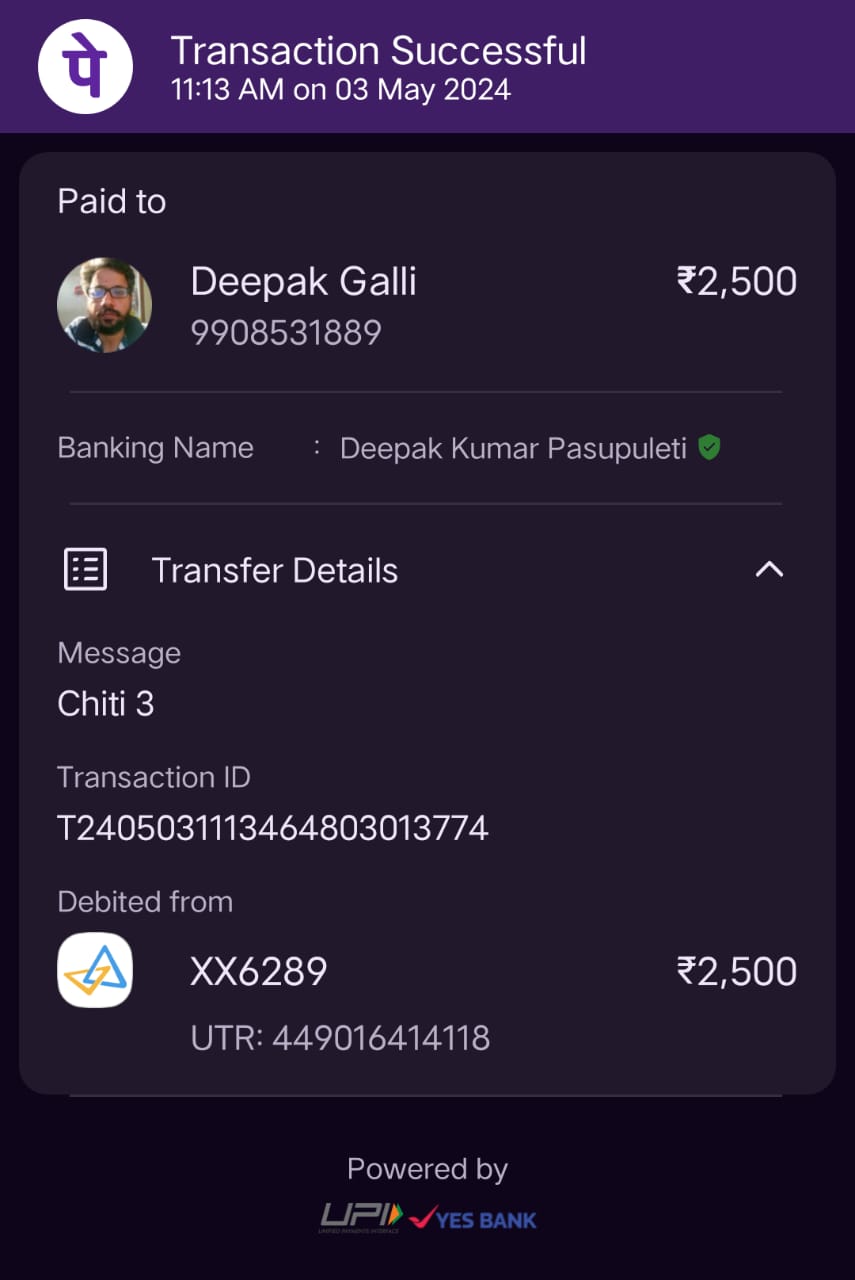 पे
Transaction Successful
11:13 AM on 03 May 2024
Paid to
Deepak Galli ₹2,500
9908531889
Banking Name : Deepak Kumar Pasupuleti
Transfer Details
Message
Chiti 3
Transaction ID
T2405031113464803013774
Debited from
XX6289 ₹2,500
UTR: 449016414118
Powered by
UPI YES BANK
UNIFIED PAYMENTS INTERFACE